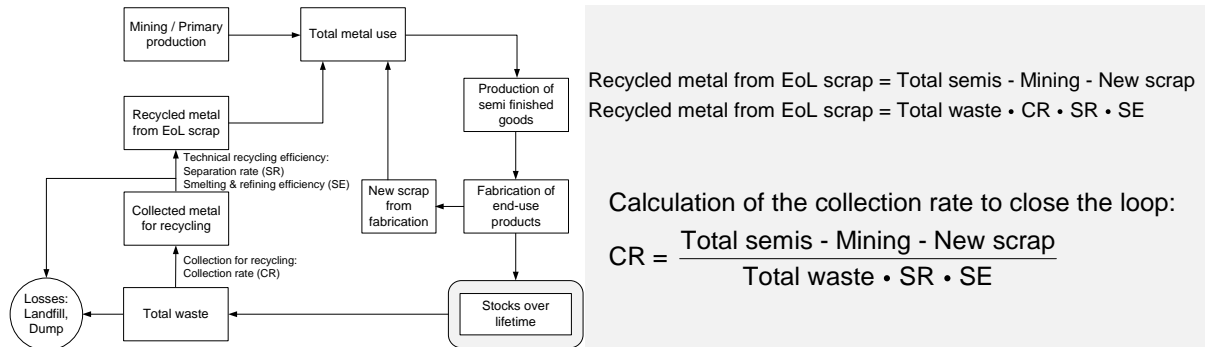 Mining / Primary
production
Total metal use
Production of
semi finished
goods
Recycled metal
from EoL scrap
Technical recycling efficiency:
Separation rate (SR)
Smelting & refining efficiency (SE)
New scrap
from
fabrication
Fabrication of
end-use
products
Collected metal
for recycling
Collection for recycling:
Collection rate (CR)
Losses:
Landfill,
Dump
Total waste
Stocks over
lifetime
Recycled metal from EoL scrap = Total semis - Mining - New scrap
Recycled metal from EoL scrap = Total waste • CR • SR • SE
Calculation of the collection rate to close the loop:
CR = 
Total semis - Mining - New scrap
Total waste • SR • SE